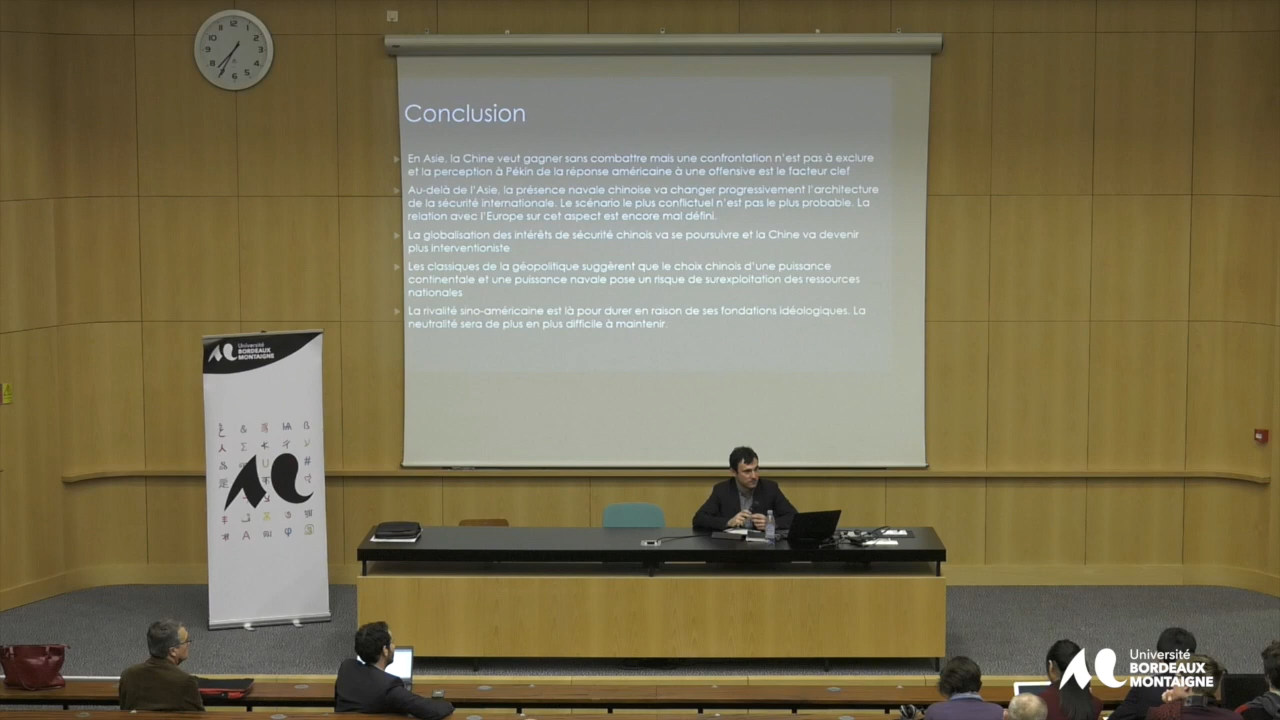 Conclusion
En Asie, la Chine veut gagner sans combattre mais une confrontation n'est pas à exclure
et la perception à Pékin de la réponse américaine à une offensive est le facteur clef
Au-delà de l'Asie, la présence navale chinoise va changer progressivement l'architecture
de la sécurité internationale. Le scénario le plus conflictuel n'est pas le plus probable. La
relation avec l'Europe sur cet aspect est encore mal défini.
La globalisation des intérêts de sécurité chinois va se poursuivre et la Chine va devenir
plus interventioniste
Les classiques de la géopolitique suggèrent que le choix chinois d'une puissance
continentale et une puissance navale pose un risque de surexploitation des ressources
nationales
La rivalité sino-américaine est là pour durer en raison de ses fondations idéologiques. La
neutralité sera de plus en plus difficile à maintenir.
Université
BORDEAUX
MONTAIGNE
Université
BORDEAUX
MONTAIGNE